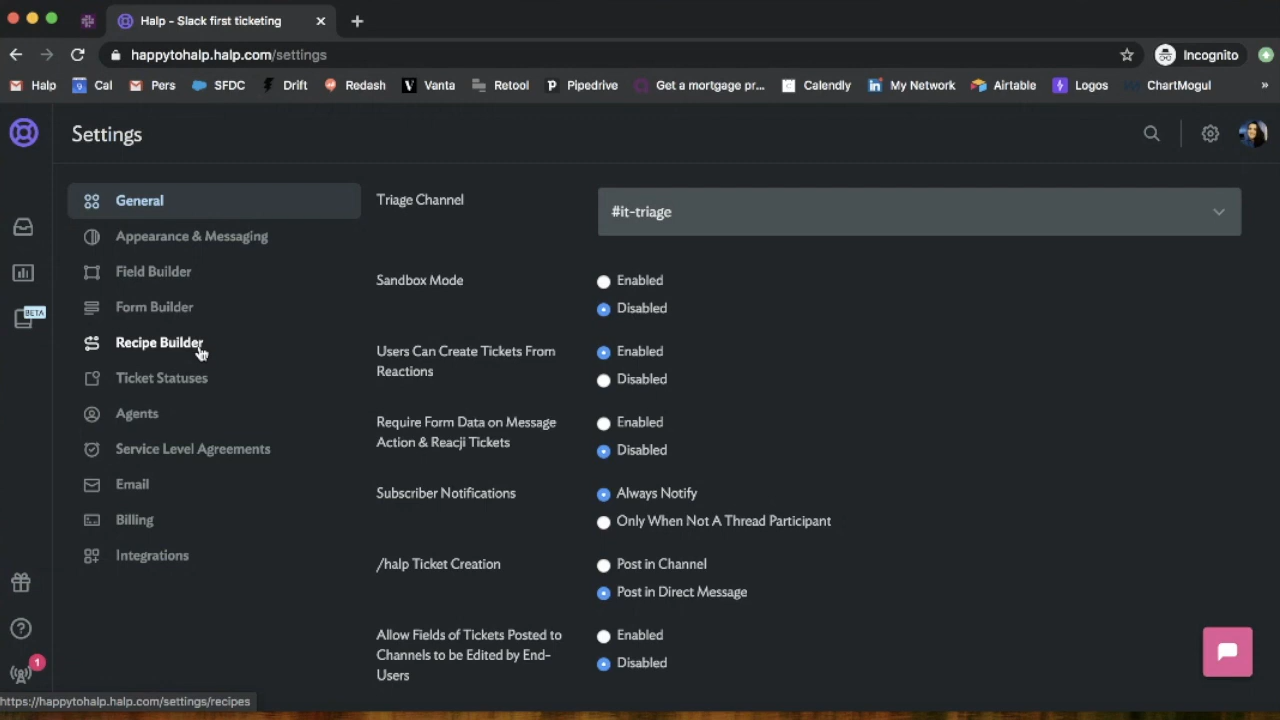 Halp - Slack first ticketing
happytohalp.halp.com/settings
Incognito
Halp
Cal
Pers
SFDC
Drift
Redash
Vanta
Retool
Pipedrive
Get a mortgage pr...
Calendly
My Network
Airtable
Logos
ChartMogul
»
Settings
General
Appearance & Messaging
Field Builder
Form Builder
Recipe Builder
Ticket Statuses
Agents
Service Level Agreements
Email
Billing
Integrations
BETA
1
Triage Channel
#it-triage
Sandbox Mode
Enabled
Disabled
Users Can Create Tickets From
Reactions
Enabled
Disabled
Require Form Data on Message
Action & Reacji Tickets
Enabled
Disabled
Subscriber Notifications
Always Notify
Only When Not A Thread Participant
/halp Ticket Creation
Post in Channel
Post in Direct Message
Allow Fields of Tickets Posted to
Channels to be Edited by End-
Users
Enabled
Disabled
https://happytohalp.halp.com/settings/recipes